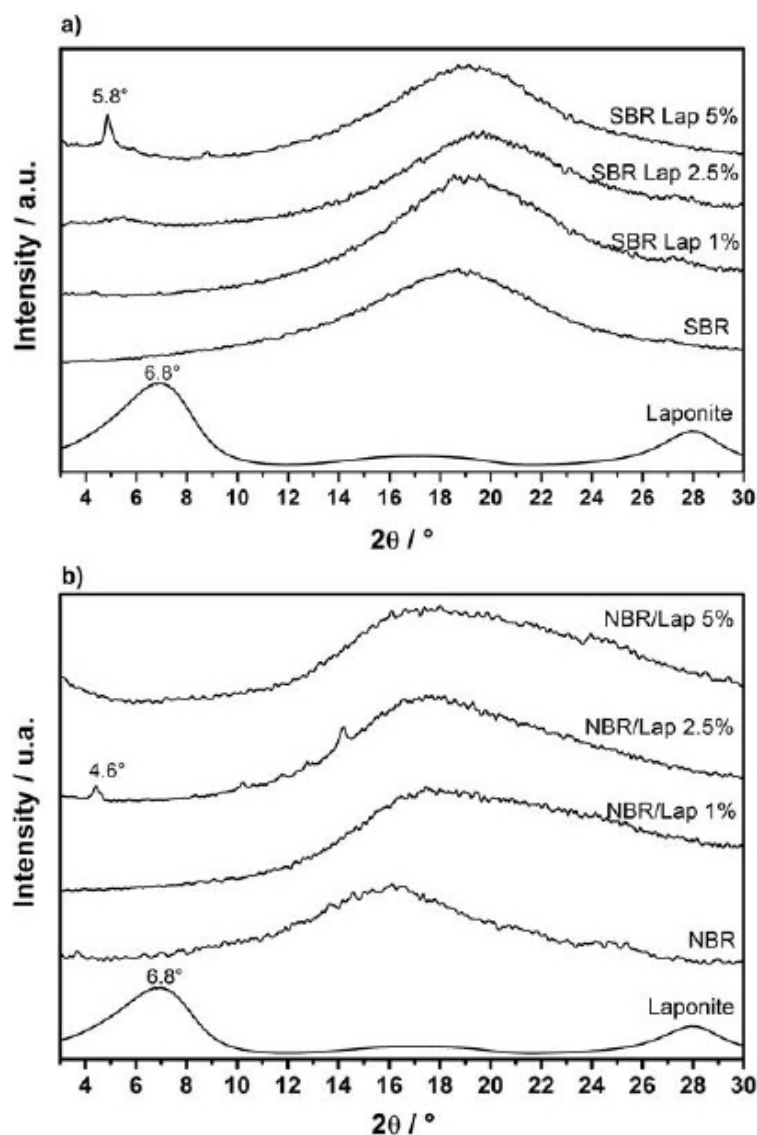 a)
5.8°
SBR Lap 5%
SBR Lap 2.5%
SBR Lap 1%
SBR
6.8°
Laponite
Intensity / a.u.
4 6 8 10 12 14 16 18 20 22 24 26 28 30
2θ / °
b)
NBR/Lap 5%
NBR/Lap 2.5%
4.6°
NBR/Lap 1%
NBR
6.8°
Laponite
Intensity / u.a.
4 6 8 10 12 14 16 18 20 22 24 26 28 30
2θ / °